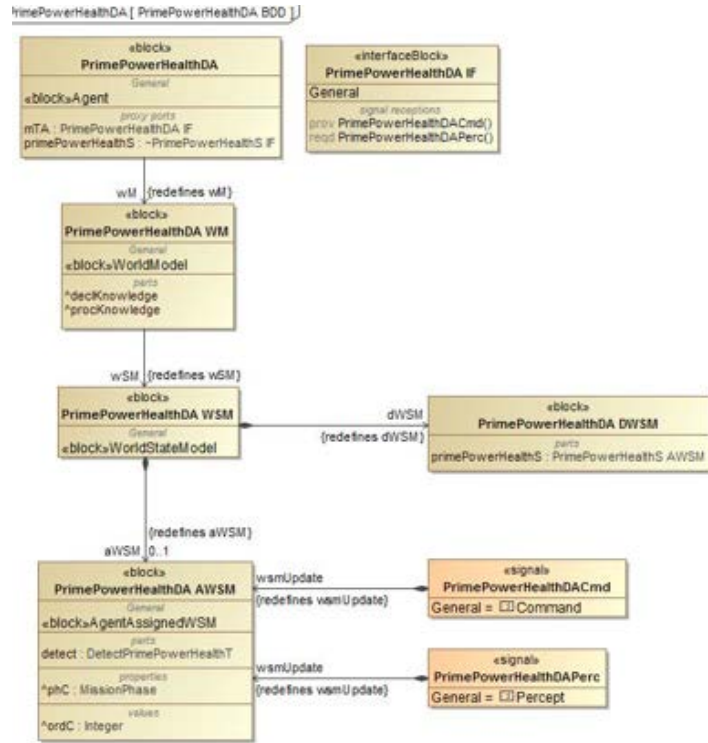 PrimePowerHealthDA [ PrimePowerHealthDA BDD ]
«block»
PrimePowerHealthDA
General
«block»Agent
proxy ports
mTA : PrimePowerHealthDA IF
primePowerHealthS : ~PrimePowerHealthS IF
«interfaceBlock»
PrimePowerHealthDA IF
General
signal receptions
prov PrimePowerHealthDACmd()
reqd PrimePowerHealthDAPerc()
wM {redefines wM}
«block»
PrimePowerHealthDA WM
General
«block»WorldModel
parts
^declKnowledge
^procKnowledge
wSM {redefines wSM}
«block»
PrimePowerHealthDA WSM
General
«block»WorldStateModel
dWSM
{redefines dWSM}
«block»
PrimePowerHealthDA DWSM
parts
primePowerHealthS : PrimePowerHealthS AWSM
{redefines aWSM}
aWSM 0..1
«block»
PrimePowerHealthDA AWSM
General
«block»AgentAssignedWSM
parts
detect : DetectPrimePowerHealthT
properties
^phC : MissionPhase
values
^ordC : Integer
wsmUpdate
{redefines wsmUpdate}
«signal»
PrimePowerHealthDACmd
General = Command
wsmUpdate
{redefines wsmUpdate}
«signal»
PrimePowerHealthDAPerc
General = Percept